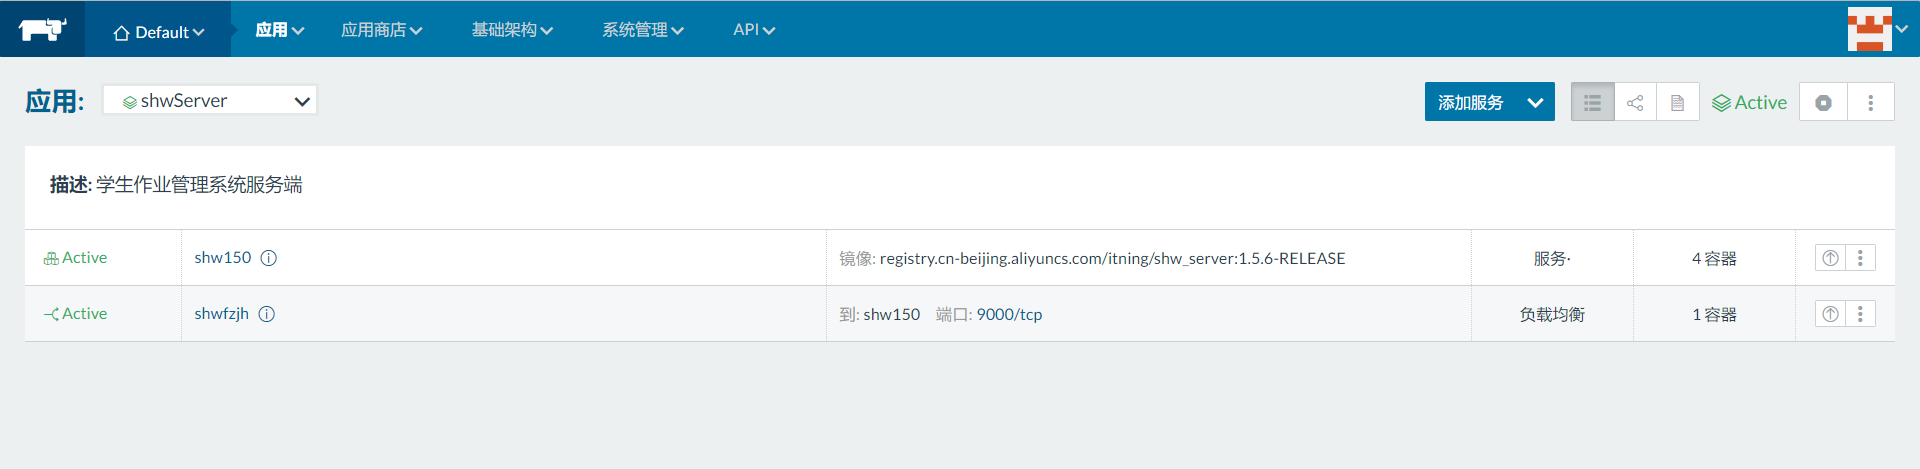 Default 应用 应用商店 基础架构 系统管理 API
应用: shwServer 添加服务 Active
描述: 学生作业管理系统服务端
Active shw150 镜像: registry.cn-beijing.aliyuncs.com/itning/shw_server:1.5.6-RELEASE 服务· 4 容器
Active shwfzjh 到: shw150 端口: 9000/tcp 负载均衡 1 容器